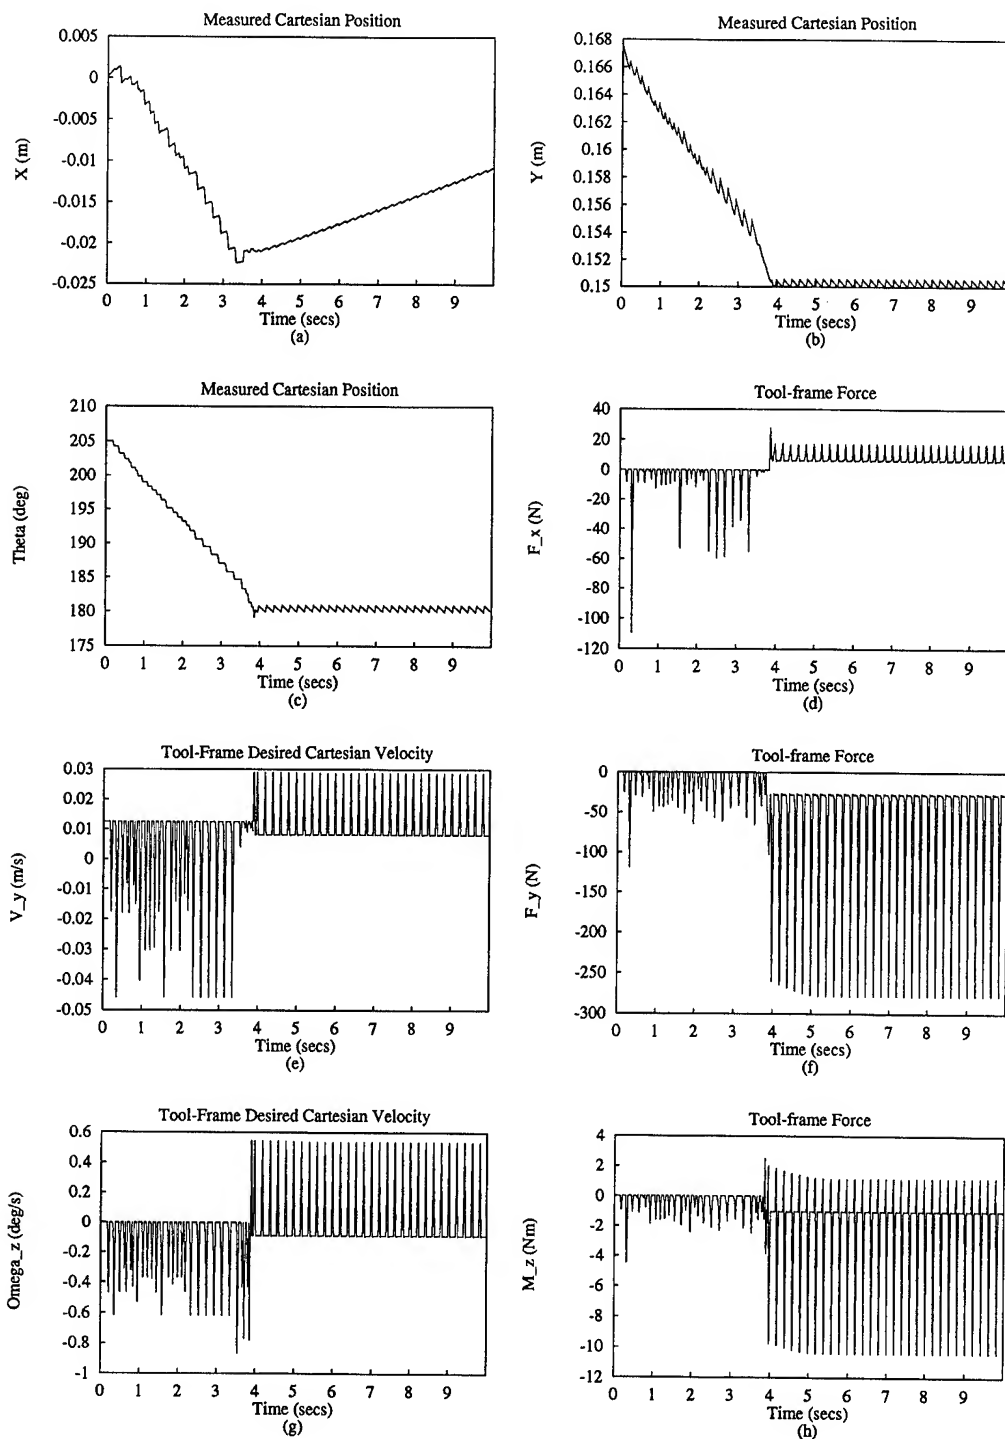 Measured Cartesian Position
0.005
0
-0.005
-0.01
-0.015
-0.02
-0.025
X (m)
0 1 2 3 4 5 6 7 8 9
Time (secs)
(a)
Measured Cartesian Position
0.168
0.166
0.164
0.162
0.16
0.158
0.156
0.154
0.152
0.15
Y (m)
0 1 2 3 4 5 6 7 8 9
Time (secs)
(b)
Measured Cartesian Position
210
205
200
195
190
185
180
175
Theta (deg)
0 1 2 3 4 5 6 7 8 9
Time (secs)
(c)
Tool-frame Force
40
20
0
-20
-40
-60
-80
-100
-120
F_x (N)
0 1 2 3 4 5 6 7 8 9
Time (secs)
(d)
Tool-Frame Desired Cartesian Velocity
0.03
0.02
0.01
0
-0.01
-0.02
-0.03
-0.04
-0.05
V_y (m/s)
0 1 2 3 4 5 6 7 8 9
Time (secs)
(e)
Tool-frame Force
0
-50
-100
-150
-200
-250
-300
F_y (N)
0 1 2 3 4 5 6 7 8 9
Time (secs)
(f)
Tool-Frame Desired Cartesian Velocity
0.6
0.4
0.2
0
-0.2
-0.4
-0.6
-0.8
-1
Omega_z (deg/s)
0 1 2 3 4 5 6 7 8 9
Time (secs)
(g)
Tool-frame Force
4
2
0
-2
-4
-6
-8
-10
-12
M_z (Nm)
0 1 2 3 4 5 6 7 8 9
Time (secs)
(h)